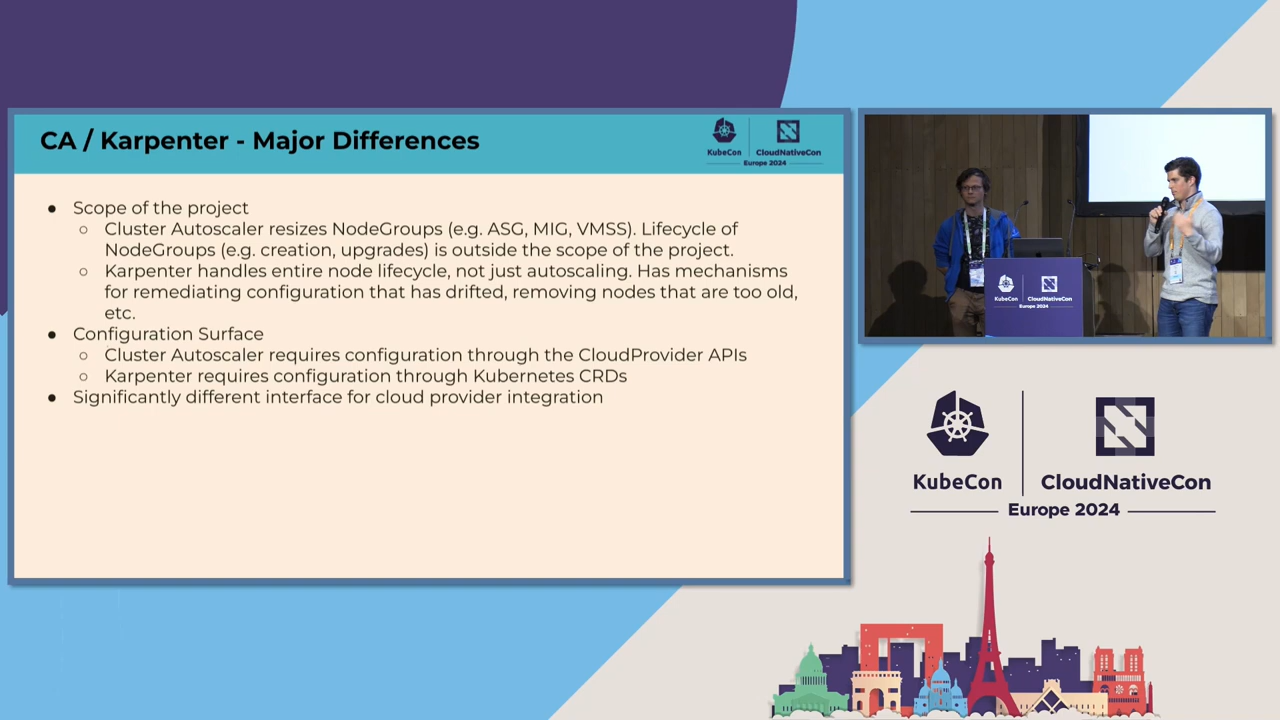 CA / Karpenter - Major Differences
KubeCon
CloudNativeCon
Europe 2024
● Scope of the project
○ Cluster Autoscaler resizes NodeGroups (e.g. ASG, MIG, VMSS). Lifecycle of
NodeGroups (e.g. creation, upgrades) is outside the scope of the project.
○ Karpenter handles entire node lifecycle, not just autoscaling. Has mechanisms
for remediating configuration that has drifted, removing nodes that are too old,
etc.
● Configuration Surface
○ Cluster Autoscaler requires configuration through the CloudProvider APIs
○ Karpenter requires configuration through Kubernetes CRDs
● Significantly different interface for cloud provider integration
KubeCon
CloudNativeCon
Europe 2024
KubeCon
CloudNativeCon
Europe 2024